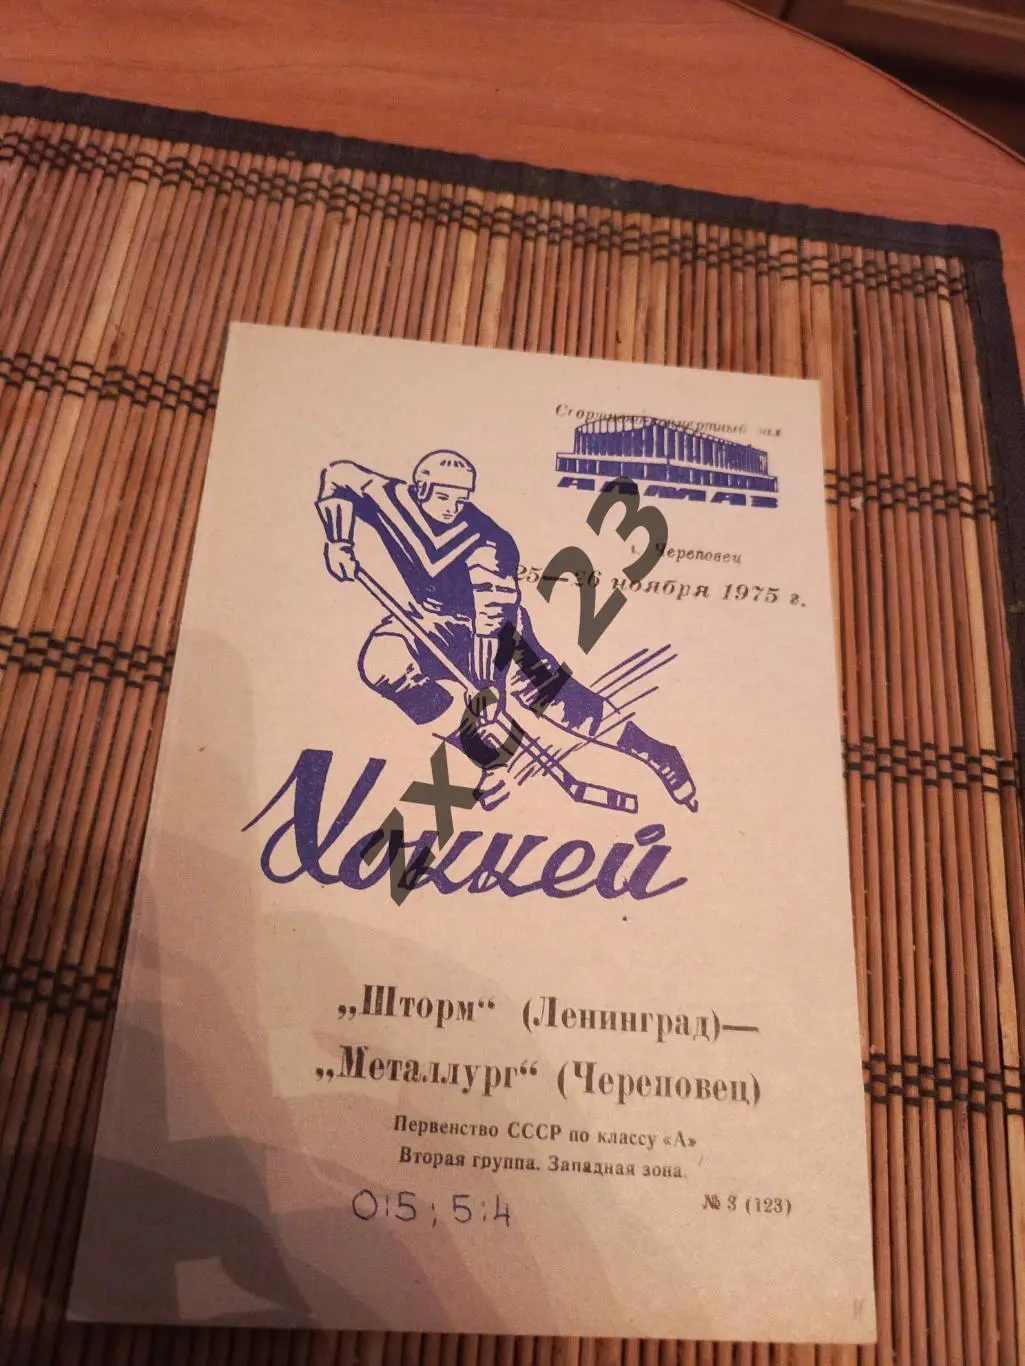 Спортивно-концертный зал
АЛМАЗ
г. Череповец
25—26 ноября 1975 г.
zxc1_23
Хоккей
„Шторм“ (Ленинград)—
„Металлург“ (Череповец)
Первенство СССР по классу «А»
Вторая группа. Западная зона.
№ 3 (123)
0:5; 5:4